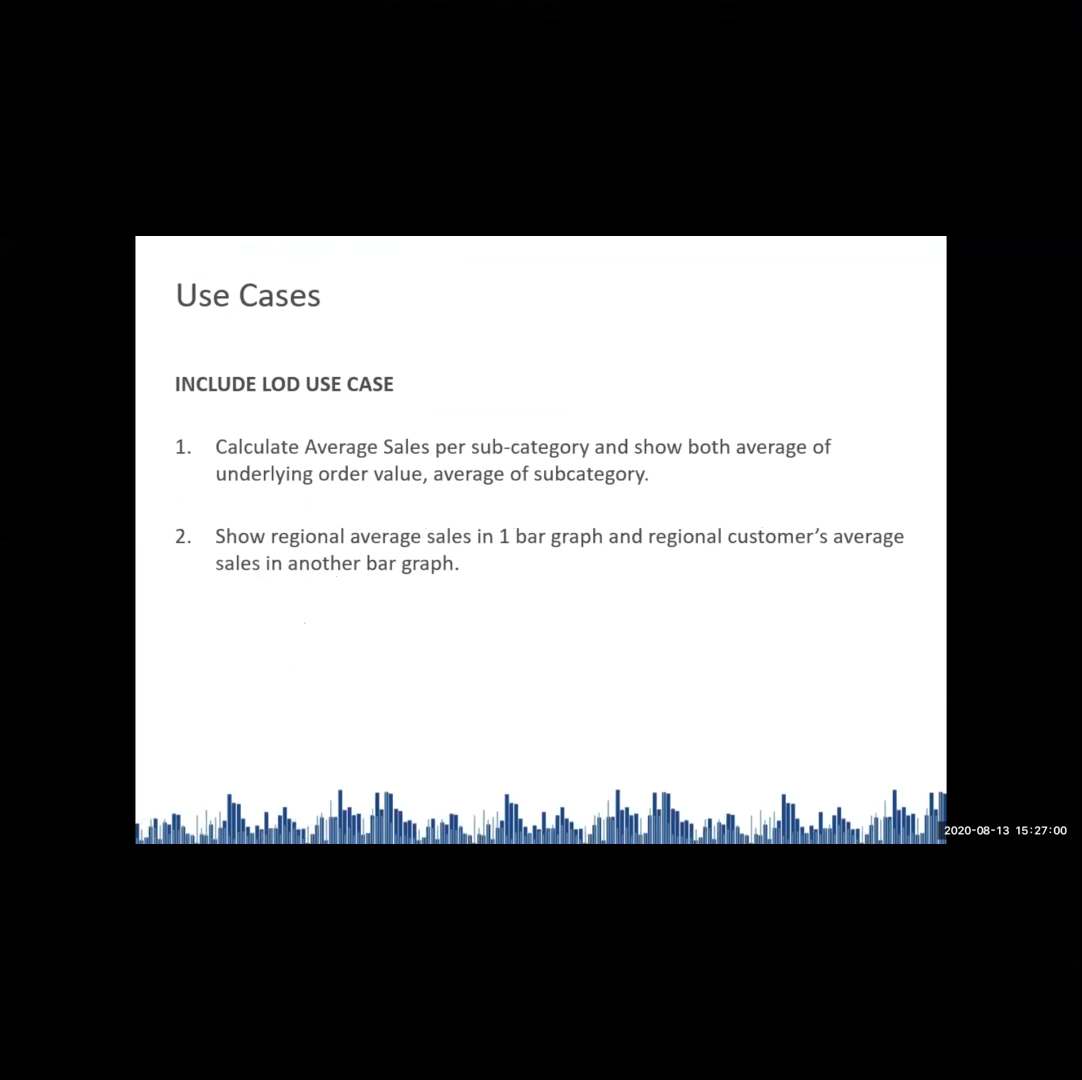 Use Cases
INCLUDE LOD USE CASE
1. Calculate Average Sales per sub-category and show both average of
underlying order value, average of subcategory.
2. Show regional average sales in 1 bar graph and regional customer’s average
sales in another bar graph.
2020-08-13 15:27:00